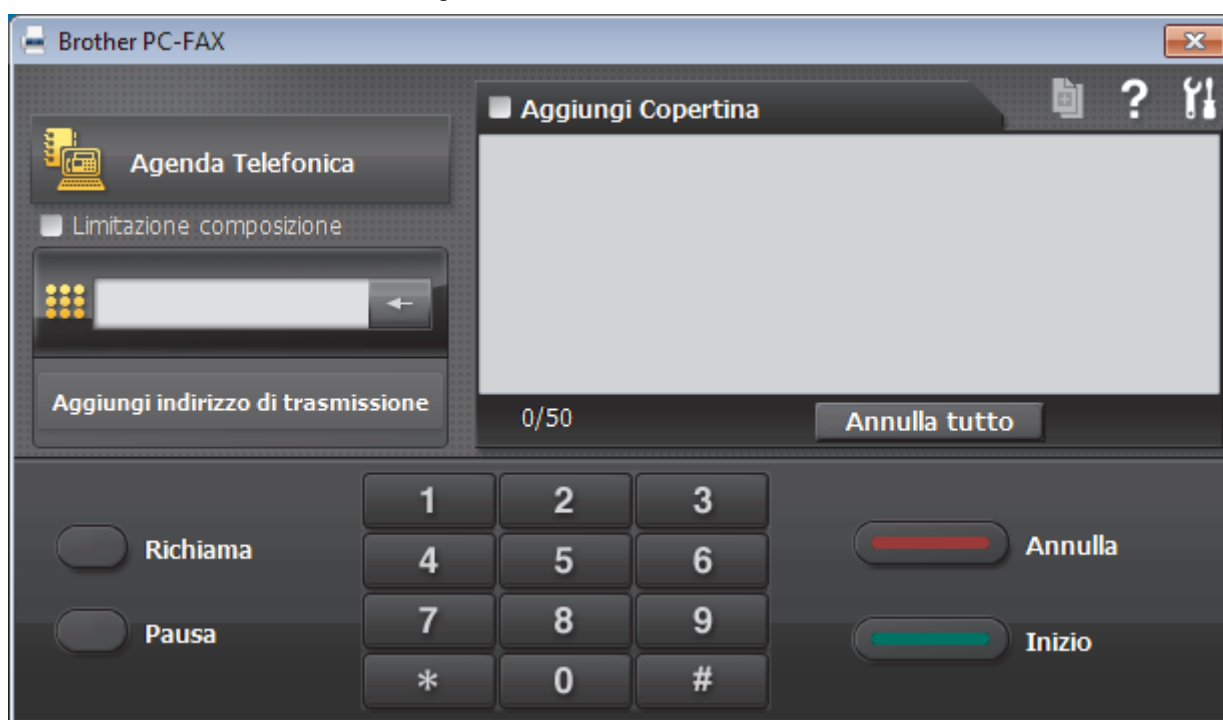 Brother PC-FAX
Aggiungi Copertina
?
Agenda Telefonica
Limitazione composizione
Aggiungi indirizzo di trasmissione
0/50
Annulla tutto
1 2 3
Richiama
4 5 6
Annulla
Pausa
7 8 9
Inizio
* 0 #